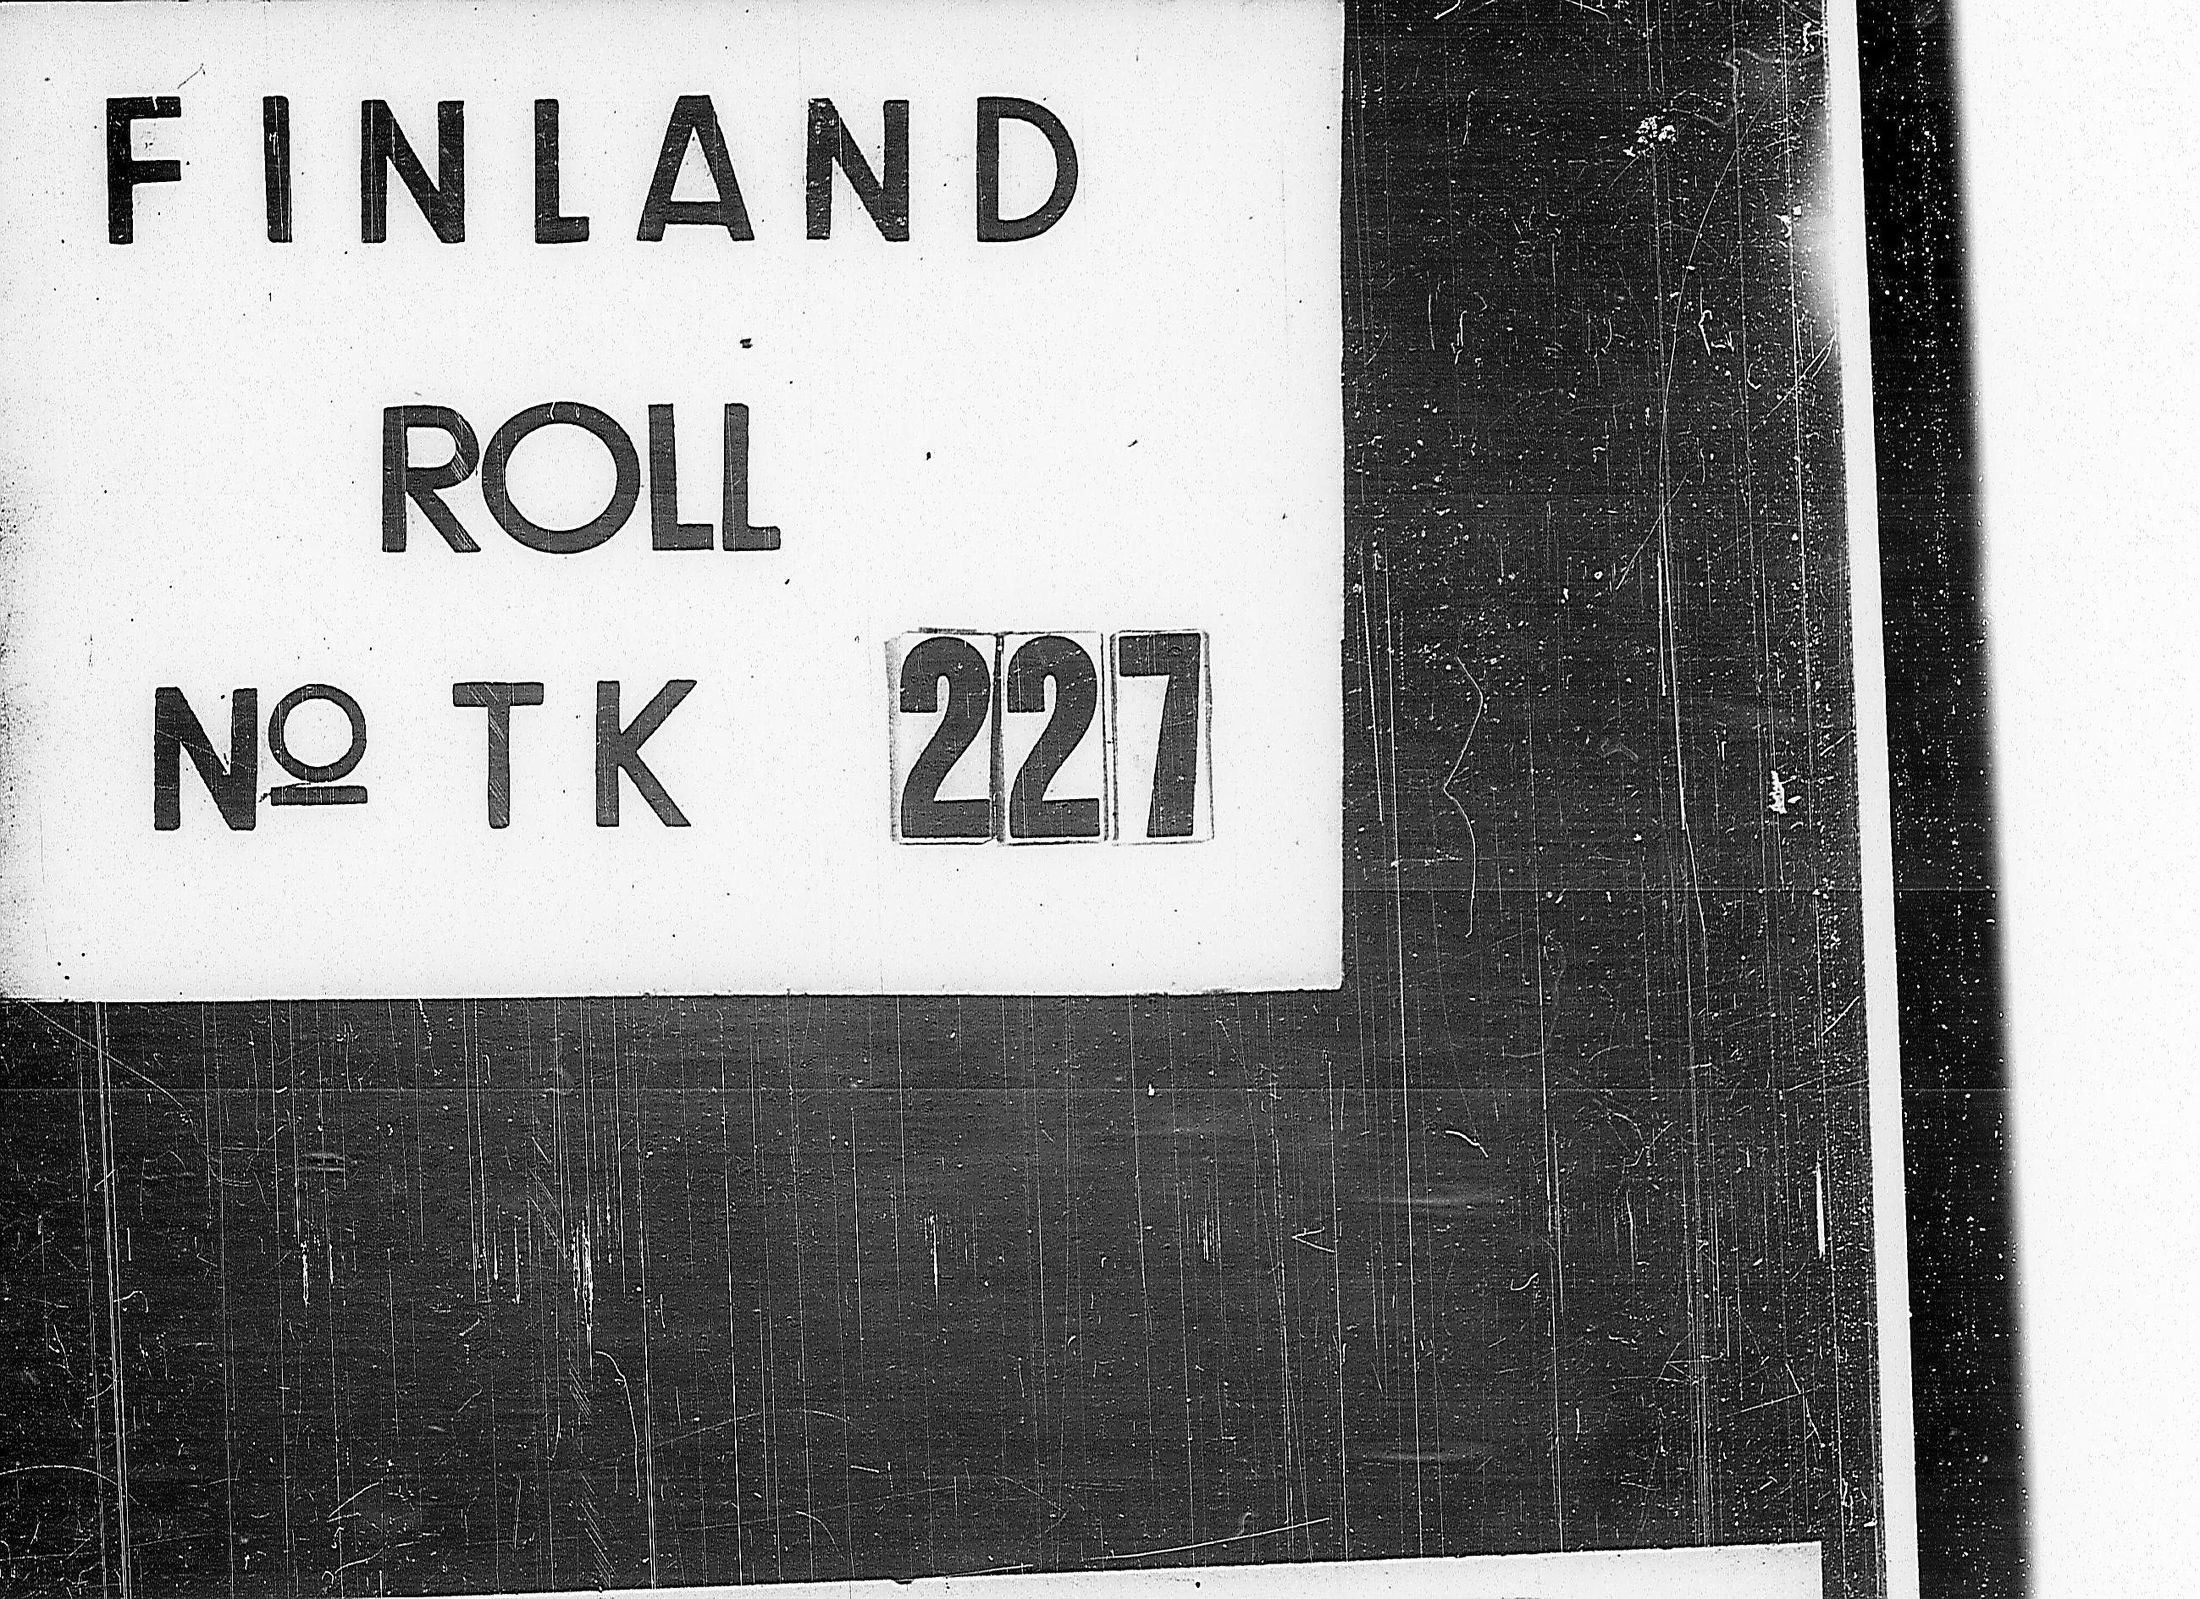 FINLAND
ROLL
No TK 227